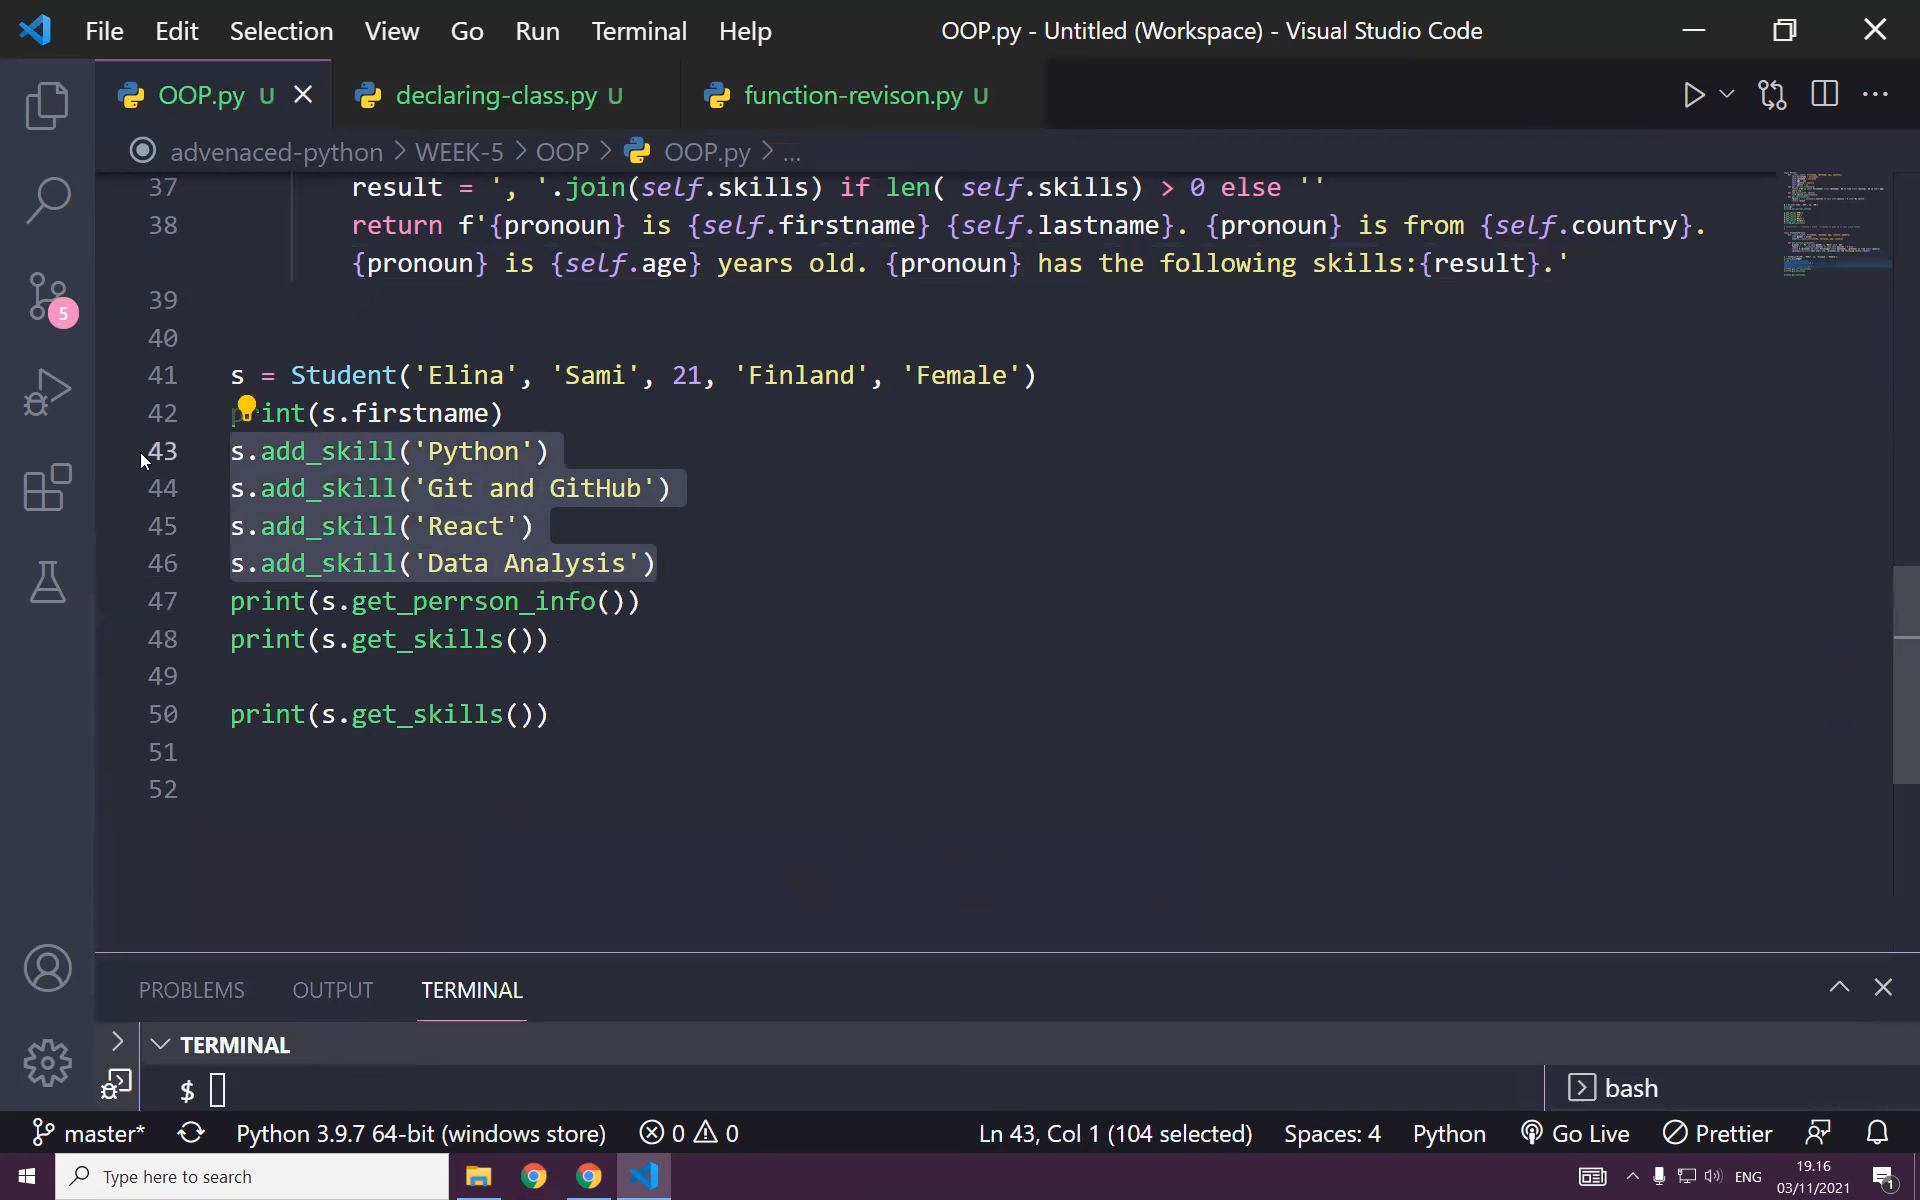 File Edit Selection View Go Run Terminal Help OOP.py - Untitled (Workspace) - Visual Studio Code
OOP.py U declaring-class.py U function-revison.py U
advenaced-python > WEEK-5 > OOP > OOP.py > ...
37 result = ', '.join(self.skills) if len( self.skills) > 0 else ''
38 return f'{pronoun} is {self.firstname} {self.lastname}. {pronoun} is from {self.country}.
{pronoun} is {self.age} years old. {pronoun} has the following skills:{result}.'
39
40
41 s = Student('Elina', 'Sami', 21, 'Finland', 'Female')
42 print(s.firstname)
43 s.add_skill('Python')
44 s.add_skill('Git and GitHub')
45 s.add_skill('React')
46 s.add_skill('Data Analysis')
47 print(s.get_perrson_info())
48 print(s.get_skills())
49
50 print(s.get_skills())
51
52
5
PROBLEMS OUTPUT TERMINAL
TERMINAL
$
bash
master* Python 3.9.7 64-bit (windows store) 0 0 Ln 43, Col 1 (104 selected) Spaces: 4 Python Go Live Prettier
Type here to search
ENG
19.16
03/11/2021
1